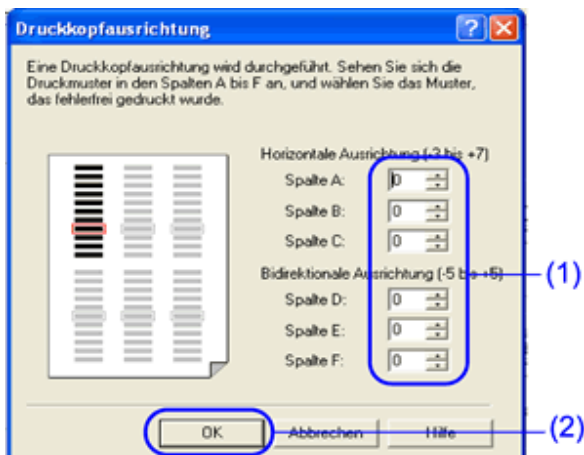 Druckkopfausrichtung
Eine Druckkopfausrichtung wird durchgeführt. Sehen Sie sich die
Druckmuster in den Spalten A bis F an, und wählen Sie das Muster,
das fehlerfrei gedruckt wurde.
Horizontale Ausrichtung (-3 bis +7)
Spalte A: 0
Spalte B: 0
Spalte C: 0
Bidirektionale Ausrichtung (-5 bis +5)
(1)
Spalte D: 0
Spalte E: 0
Spalte F: 0
OK Abbrechen Hilfe (2)